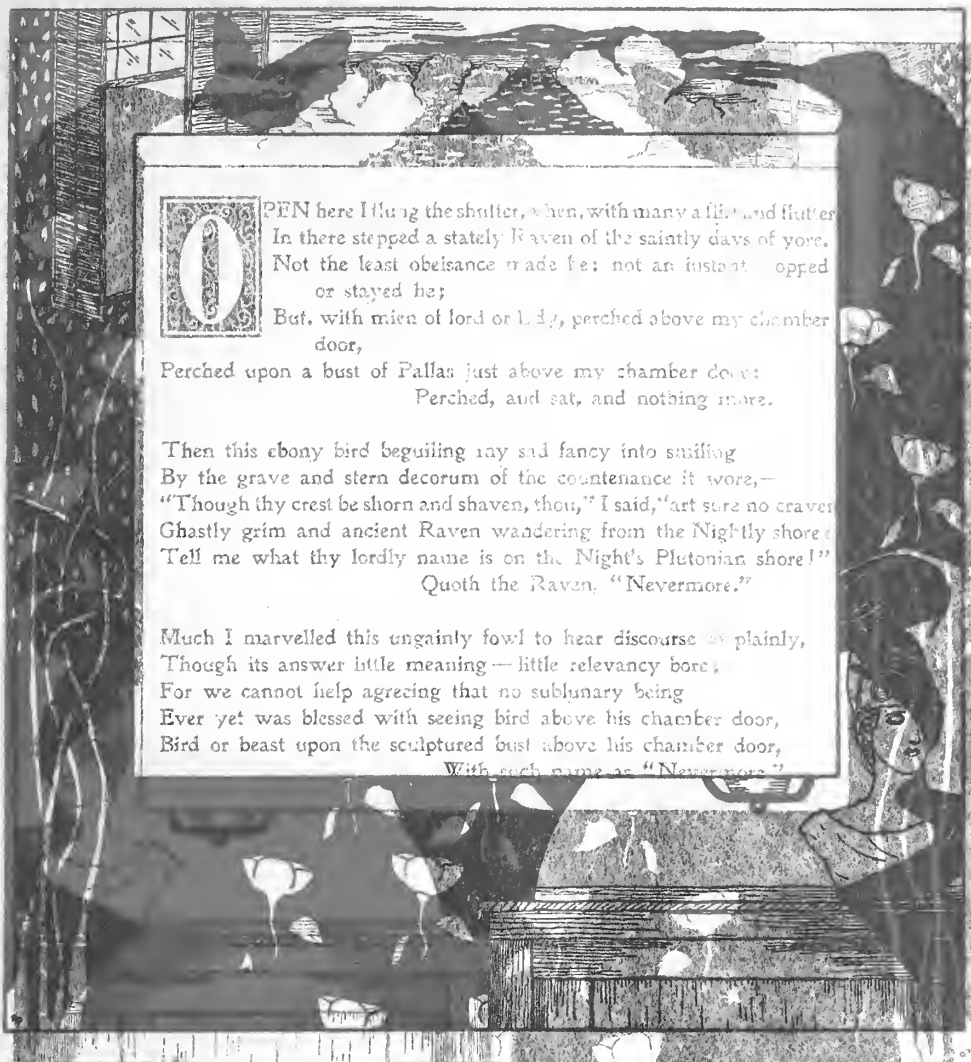 OPEN here I flung the shutter, when, with many a flirt and flutter
In there stepped a stately Raven of the saintly days of yore.
Not the least obeisance made he; not an instant opped
or stayed he;
But, with mien of lord or lady, perched above my chamber
door,
Perched upon a bust of Pallas just above my chamber door:
Perched, and sat, and nothing more.
Then this ebony bird beguiling my sad fancy into smiling
By the grave and stern decorum of the countenance it wore,—
"Though thy crest be shorn and shaven, thou," I said, "art sure no craven
Ghastly grim and ancient Raven wandering from the Nightly shore:
Tell me what thy lordly name is on the Night's Plutonian shore!"
Quoth the Raven, "Nevermore."
Much I marvelled this ungainly fowl to hear discourse so plainly,
Though its answer little meaning — little relevancy bore;
For we cannot help agreeing that no sublunary being
Ever yet was blessed with seeing bird above his chamber door,
Bird or beast upon the sculptured bust above his chamber door,
With such name as "Nevermore."